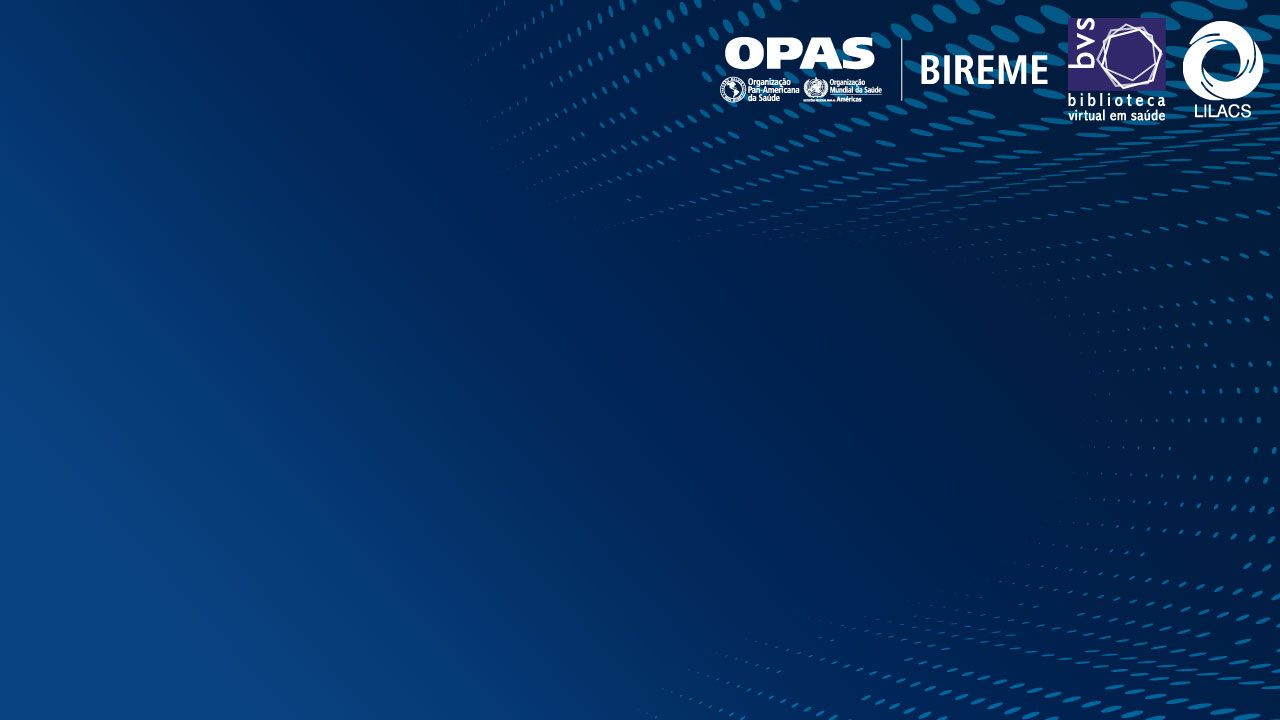 OPAS
Organização
Pan-Americana
da Saúde
Organização
Mundial da Saúde
Américas
BIREME
bvs
biblioteca
virtual em saúde
LILACS